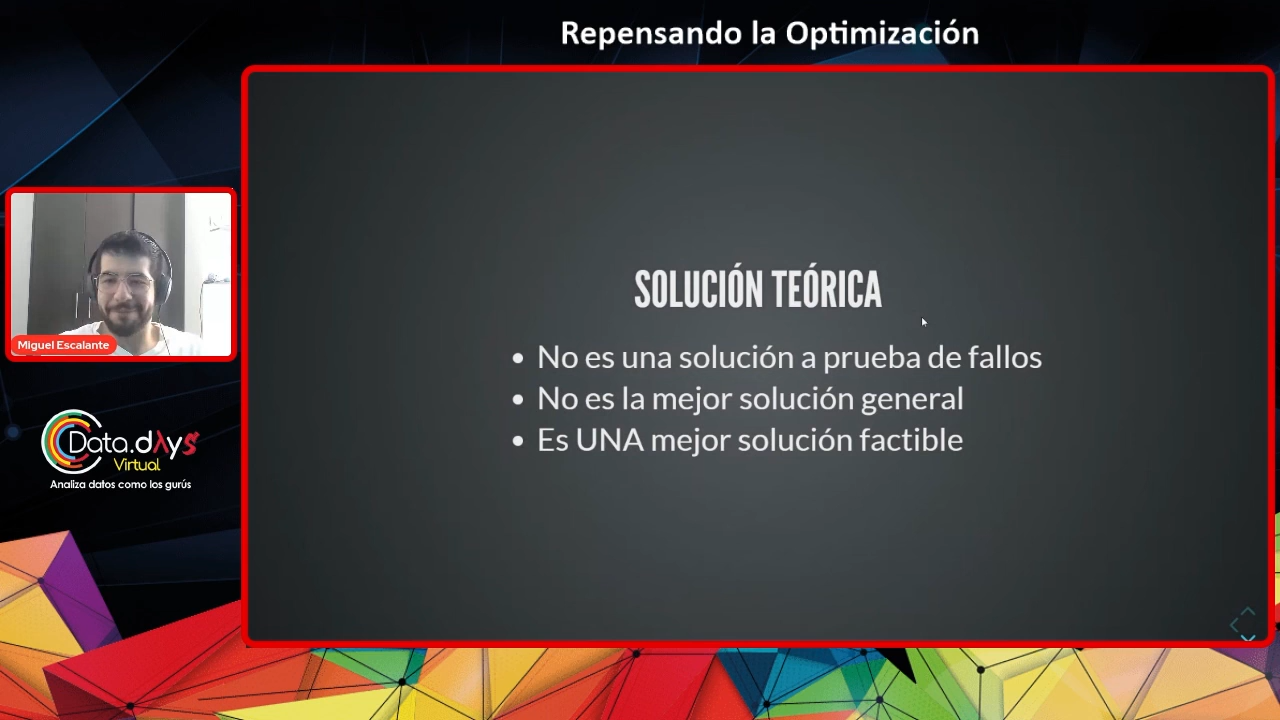 Repensando la Optimización
SOLUCIÓN TEÓRICA
No es una solución a prueba de fallos
No es la mejor solución general
Es UNA mejor solución factible
Miguel Escalante
Data.dλys
Virtual
Analiza datos como los gurús